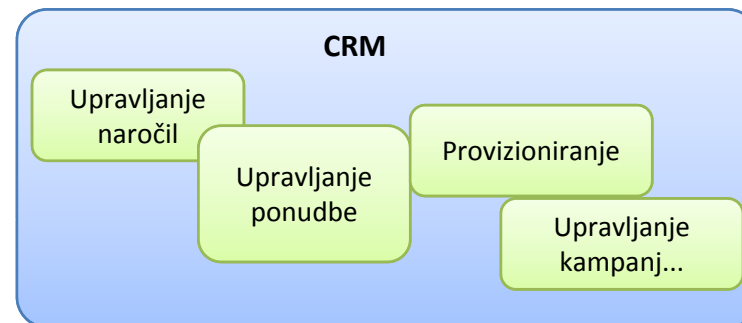 CRM
Upravljanje
naročil
Upravljanje
ponudbe
Provizioniranje
Upravljanje
kampanj...